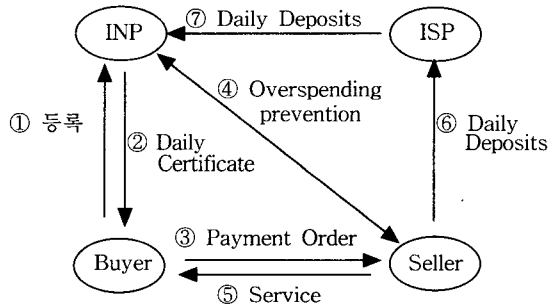 INP
⑦ Daily Deposits
ISP
④ Overspending
prevention
① 등록
② Daily
Certificate
⑥ Daily
Deposits
Buyer
③ Payment Order
Seller
⑤ Service